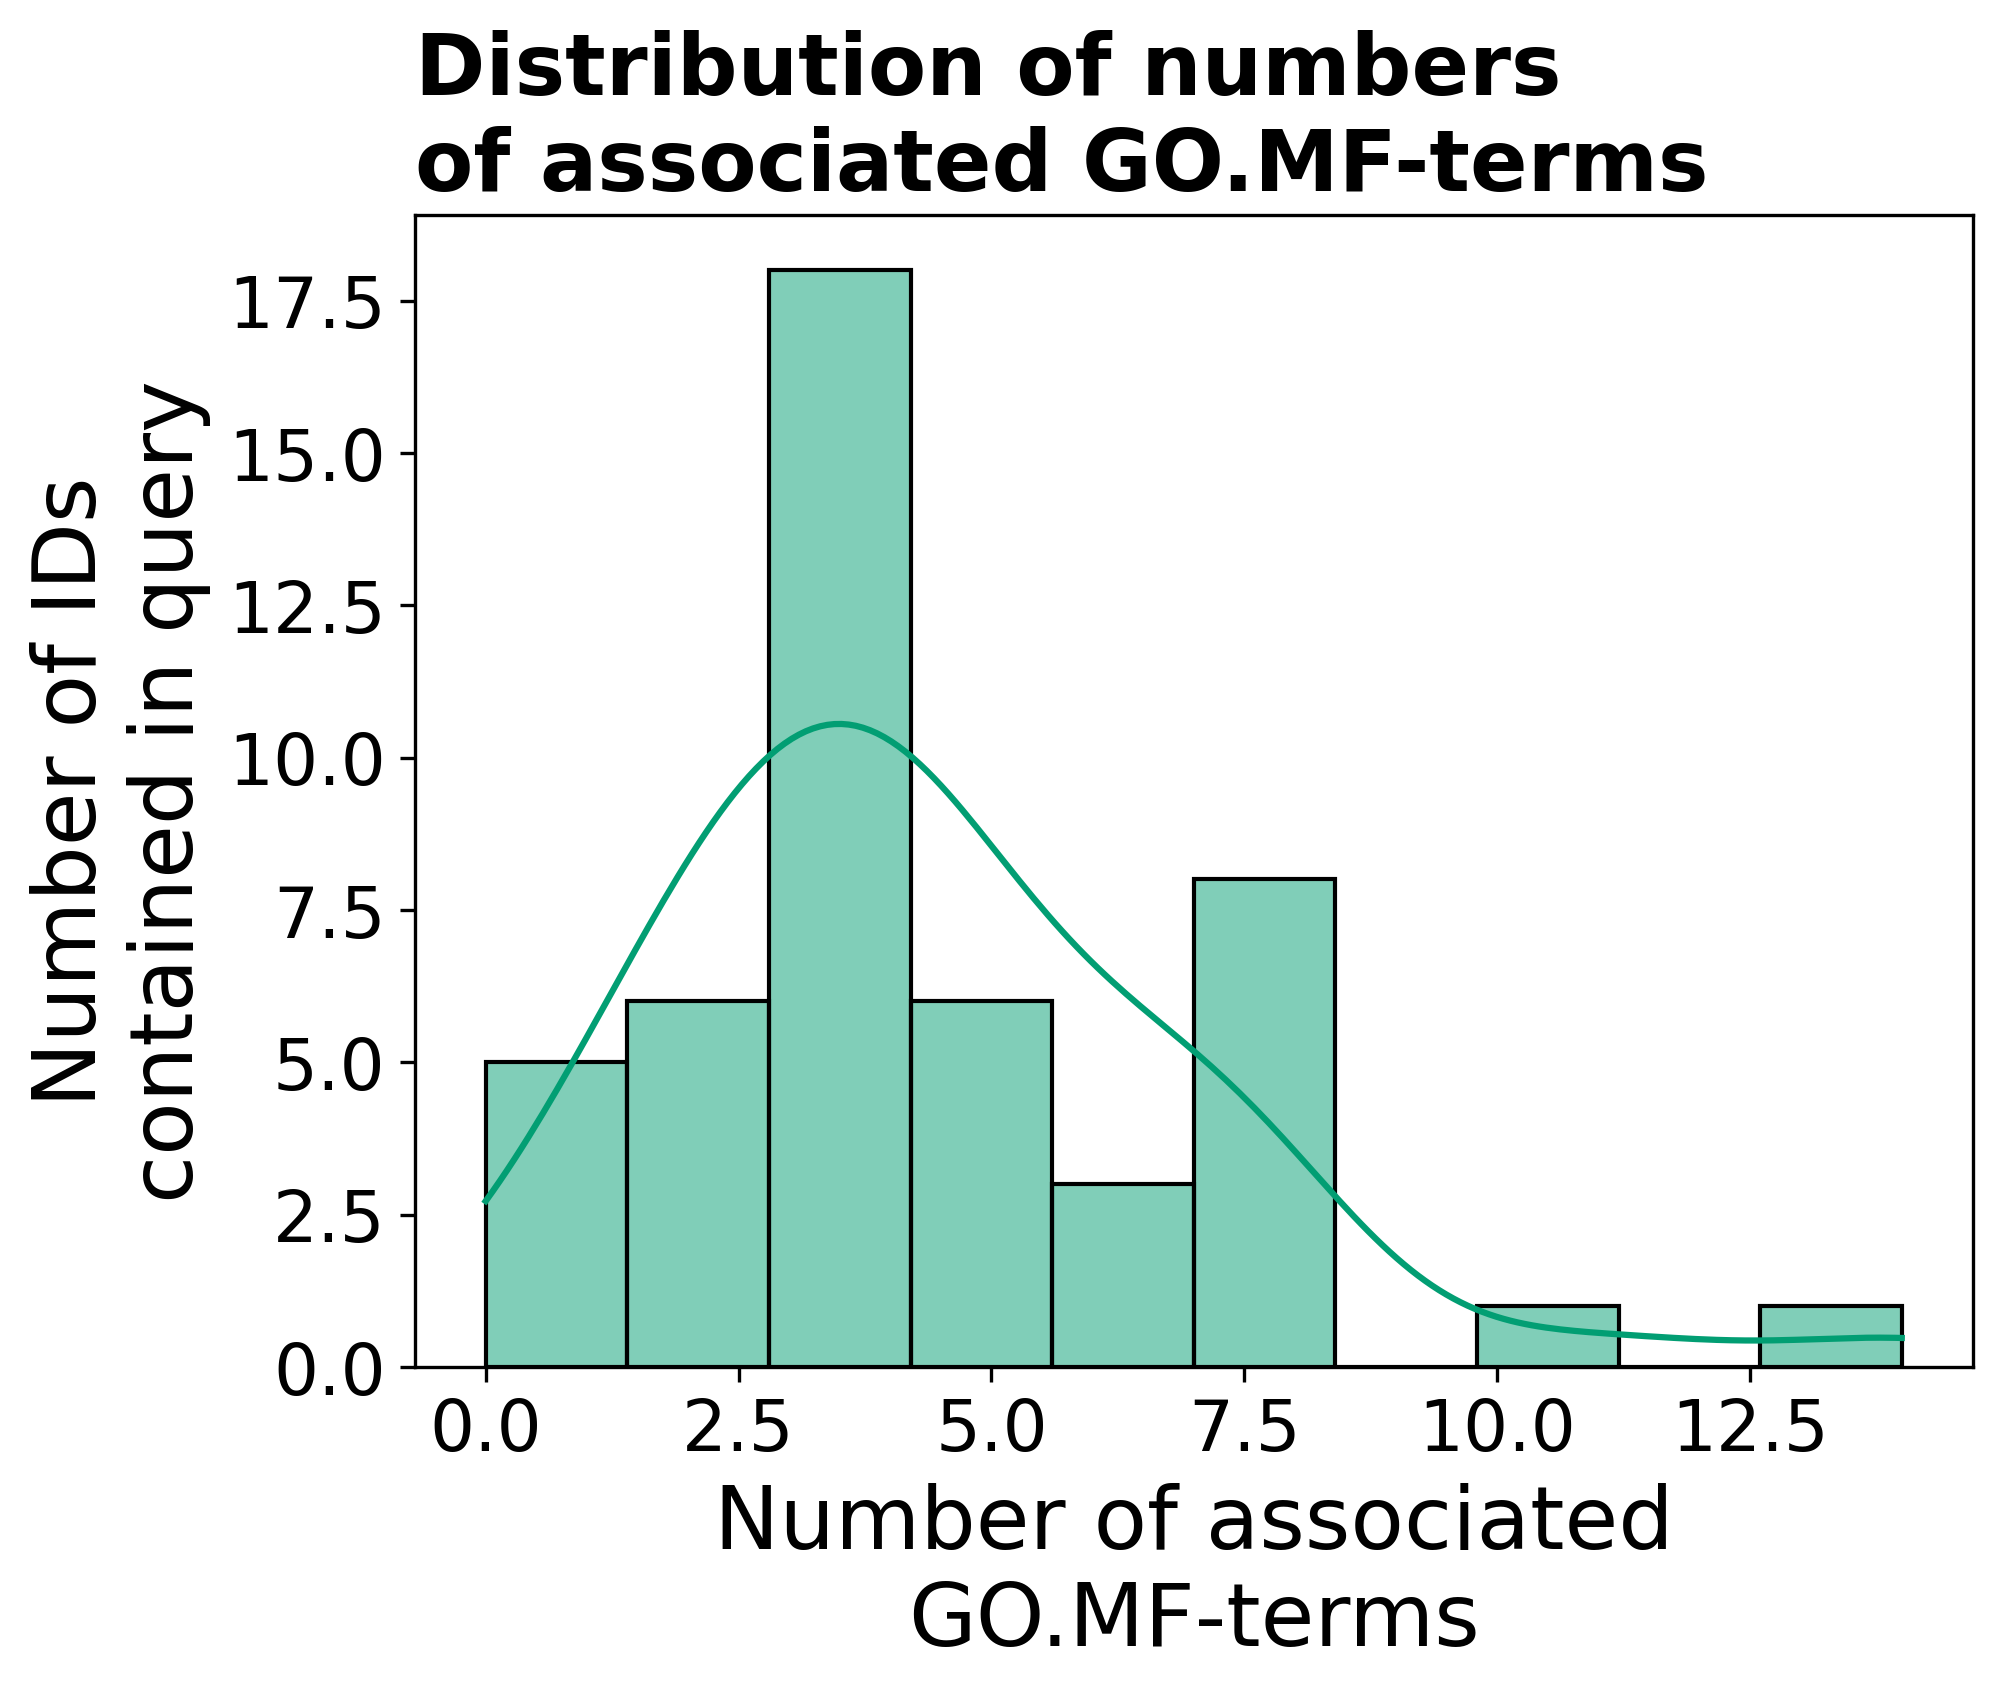 Distribution of numbers
of associated GO.MF-terms
Number of IDs
contained in query
17.5
15.0
12.5
10.0
7.5
5.0
2.5
0.0
0.0 2.5 5.0 7.5 10.0 12.5
Number of associated
GO.MF-terms